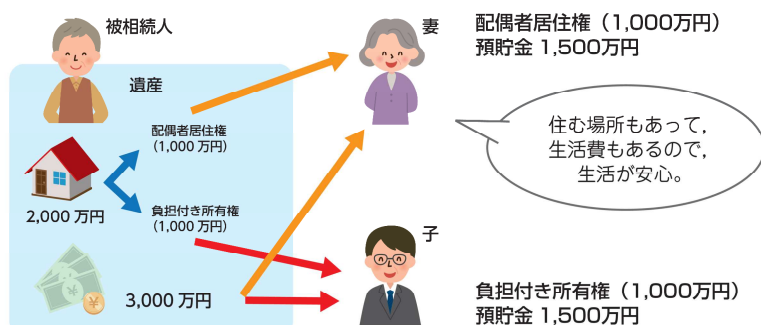 被相続人
遺産
配偶者居住権
(1,000 万円)
2,000 万円
負担付き所有権
(1,000 万円)
3,000 万円
妻
配偶者居住権（1,000万円）
預貯金 1,500万円
住む場所もあって,
生活費もあるので,
生活が安心。
子
負担付き所有権（1,000万円）
預貯金 1,500万円
¥
¥